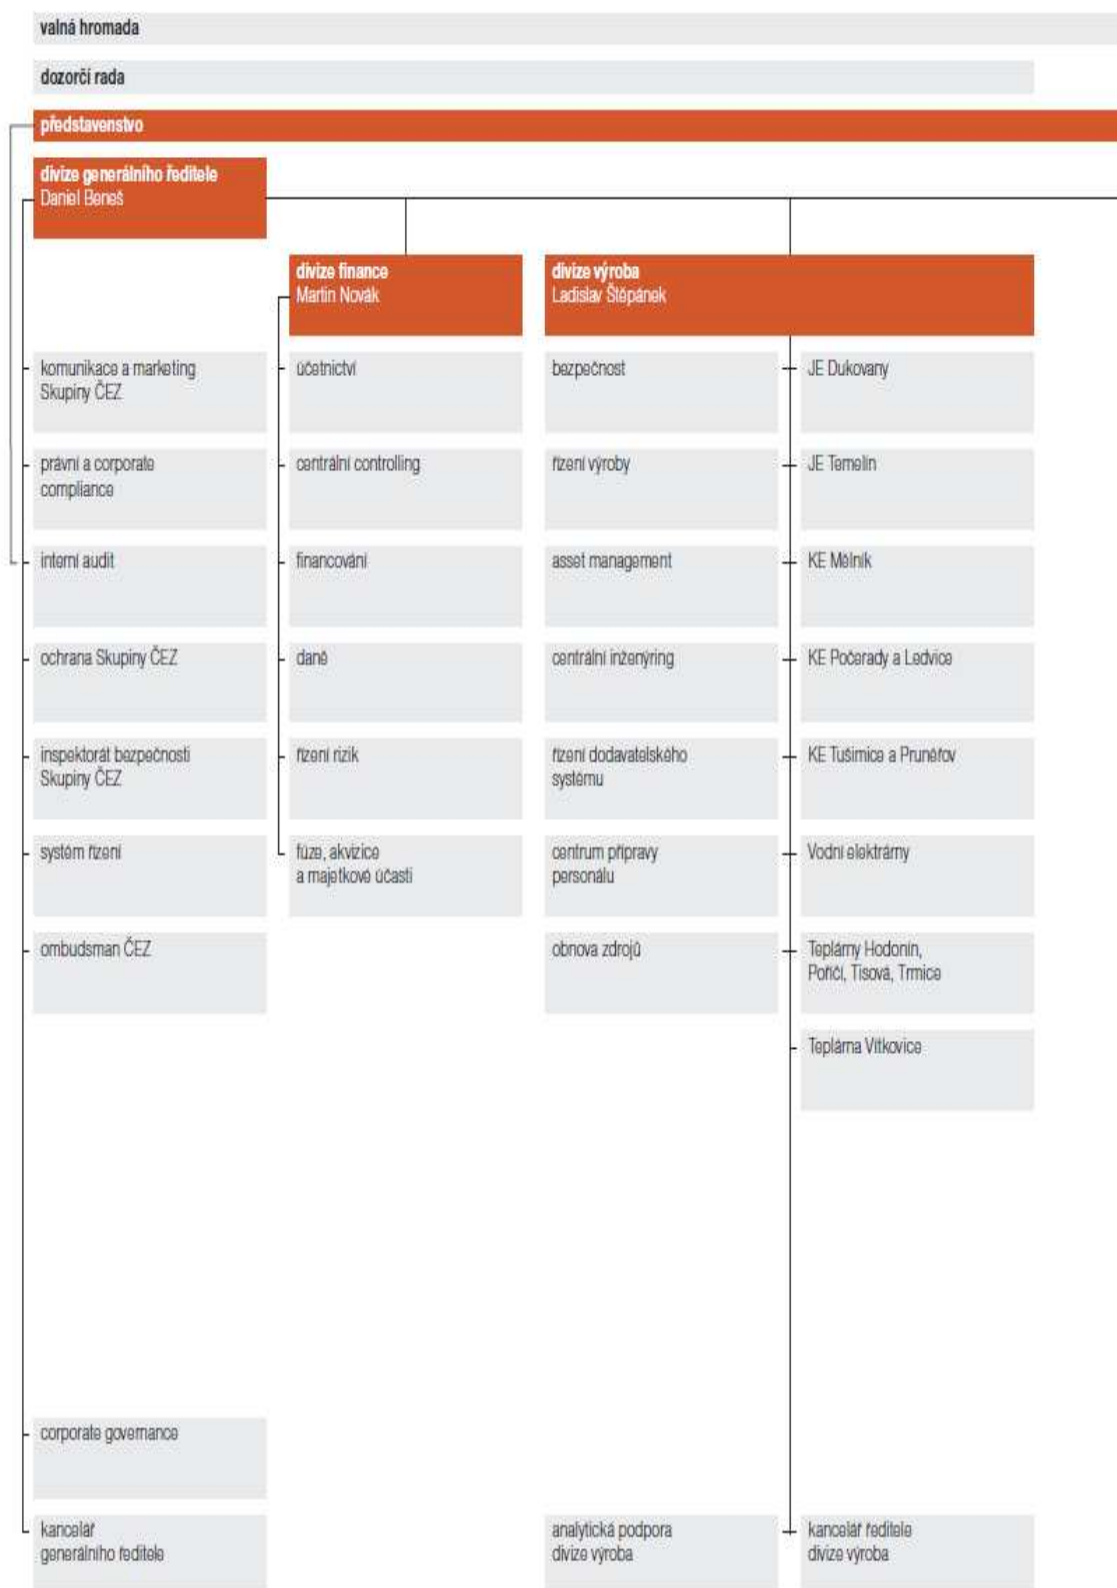 valná hromada
dozorčí rada
představenstvo
divize generálního ředitele
Daniel Beneš
divize finance
Martin Novák
divize výroba
Ladislav Štěpánek
komunikace a marketing
Skupiny ČEZ
účetnictví
bezpečnost
JE Dukovany
právní a corporate
compliance
centrální controlling
řízení výroby
JE Temelín
interní audit
financování
asset management
KE Mělník
ochrana Skupiny ČEZ
daně
centrální inženýring
KE Počerady a Ledvice
inspektorát bezpečnosti
Skupiny ČEZ
řízení rizik
řízení dodavatelského
systému
KE Tušimice a Prunéřov
systém řízení
fúze, akvizice
a majetkové účasti
centrum přípravy
personálu
Vodní elektrárny
ombudsman ČEZ
obnova zdrojů
Teplárny Hodonín,
Poříčí, Tisová, Trmice
Teplárna Vítkovice
corporate governance
kancelář
generálního ředitele
analytická podpora
divize výroba
kancelář ředitele
divize výroba